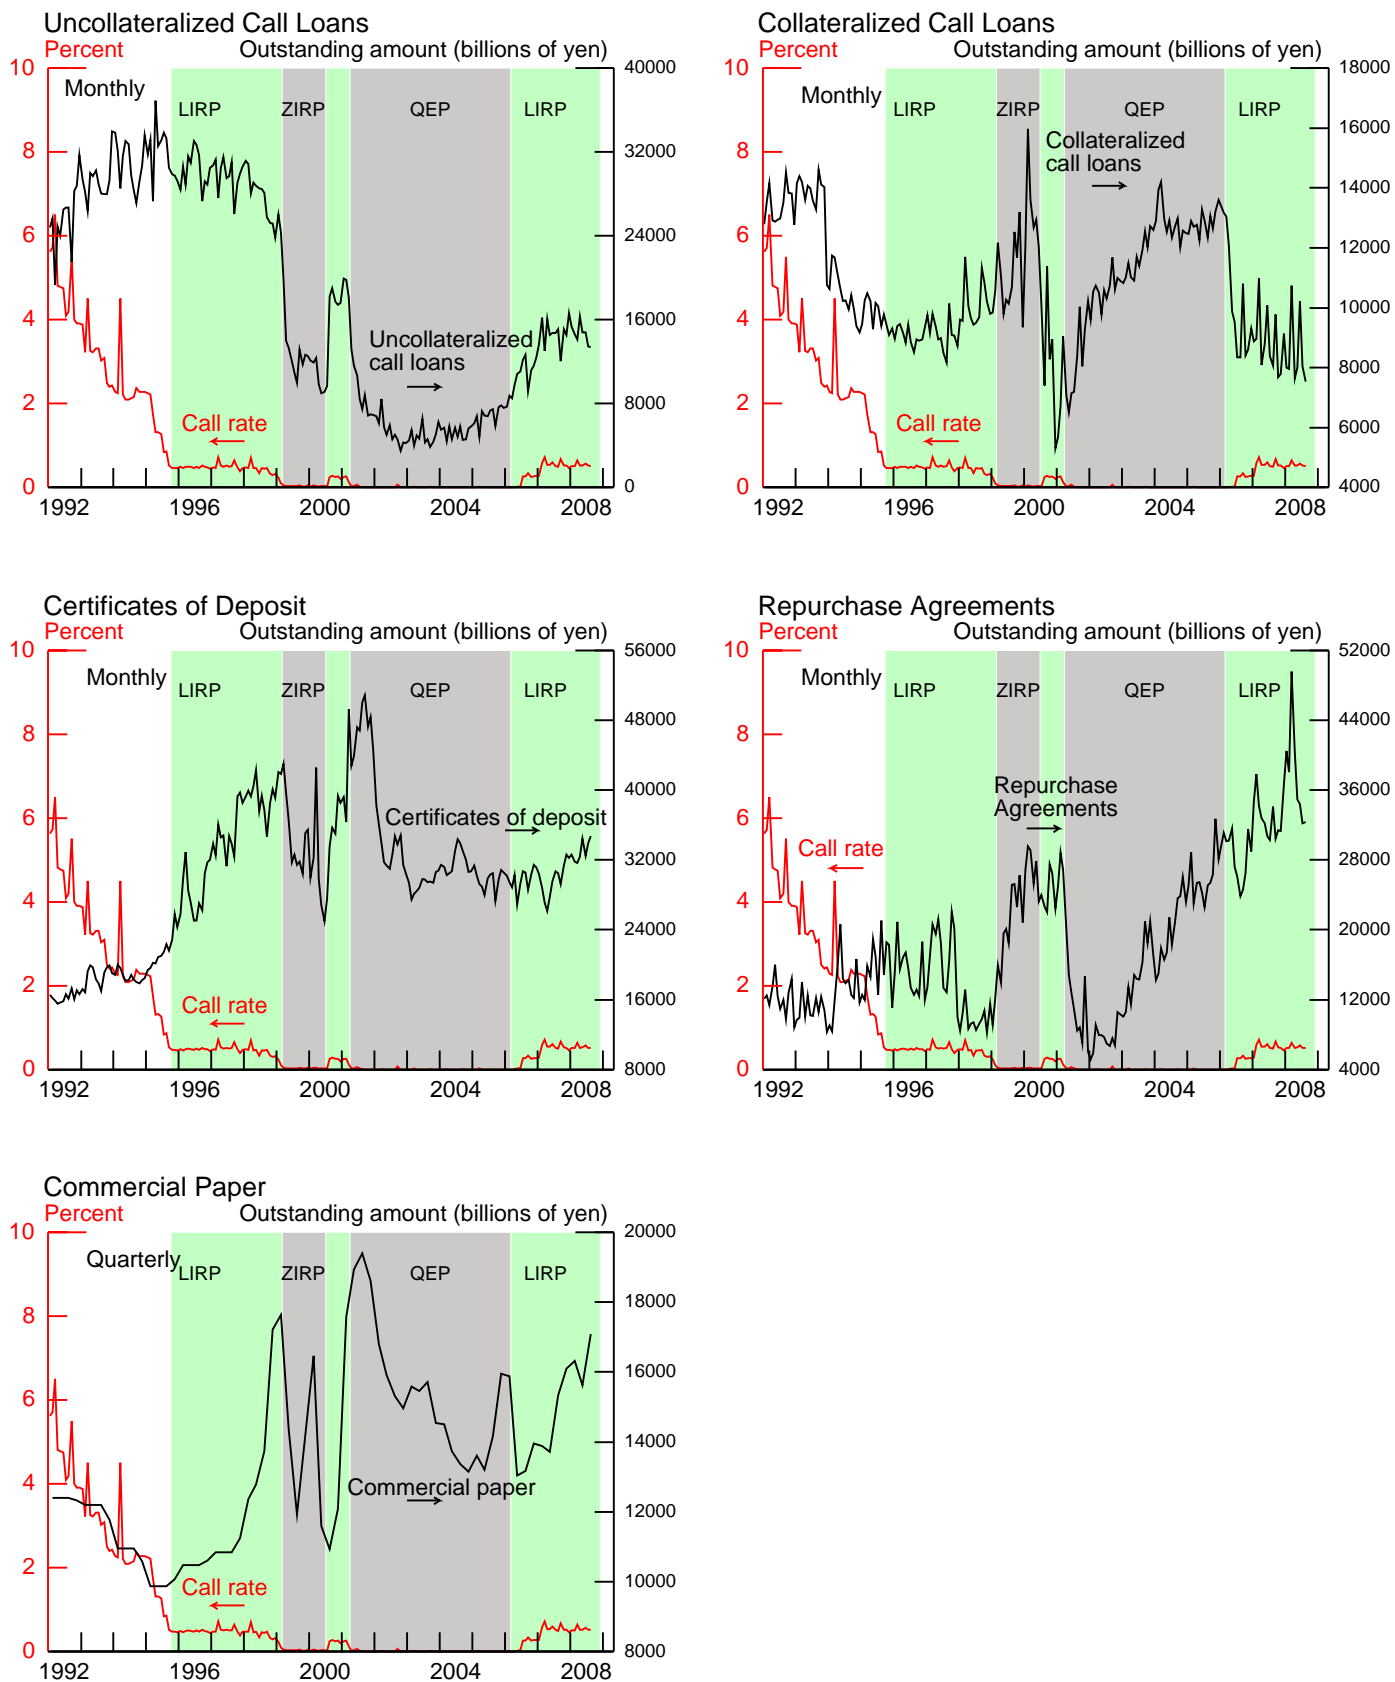 Uncollateralized Call Loans
Percent Outstanding amount (billions of yen)
10 40000
Monthly
LIRP ZIRP QEP LIRP
8 32000
6 24000
4 16000
Uncollateralized
call loans
2 8000
Call rate
0 0
1992 1996 2000 2004 2008
Collateralized Call Loans
Percent Outstanding amount (billions of yen)
10 18000
Monthly
LIRP ZIRP QEP LIRP
16000
Collateralized
call loans
8
14000
6 12000
10000
4
8000
2
6000
Call rate
0 4000
1992 1996 2000 2004 2008
Certificates of Deposit
Percent Outstanding amount (billions of yen)
10 56000
Monthly
LIRP ZIRP QEP LIRP
8 48000
40000
6
Certificates of deposit
32000
4
24000
2 16000
Call rate
0 8000
1992 1996 2000 2004 2008
Repurchase Agreements
Percent Outstanding amount (billions of yen)
10 52000
Monthly
LIRP ZIRP QEP LIRP
8 44000
36000
Repurchase
Agreements
6
Call rate
28000
4
20000
2 12000
0 4000
1992 1996 2000 2004 2008
Commercial Paper
Percent Outstanding amount (billions of yen)
10 20000
Quarterly
LIRP ZIRP QEP LIRP
8 18000
16000
6
14000
4
Commercial paper
12000
2 10000
Call rate
0 8000
1992 1996 2000 2004 2008